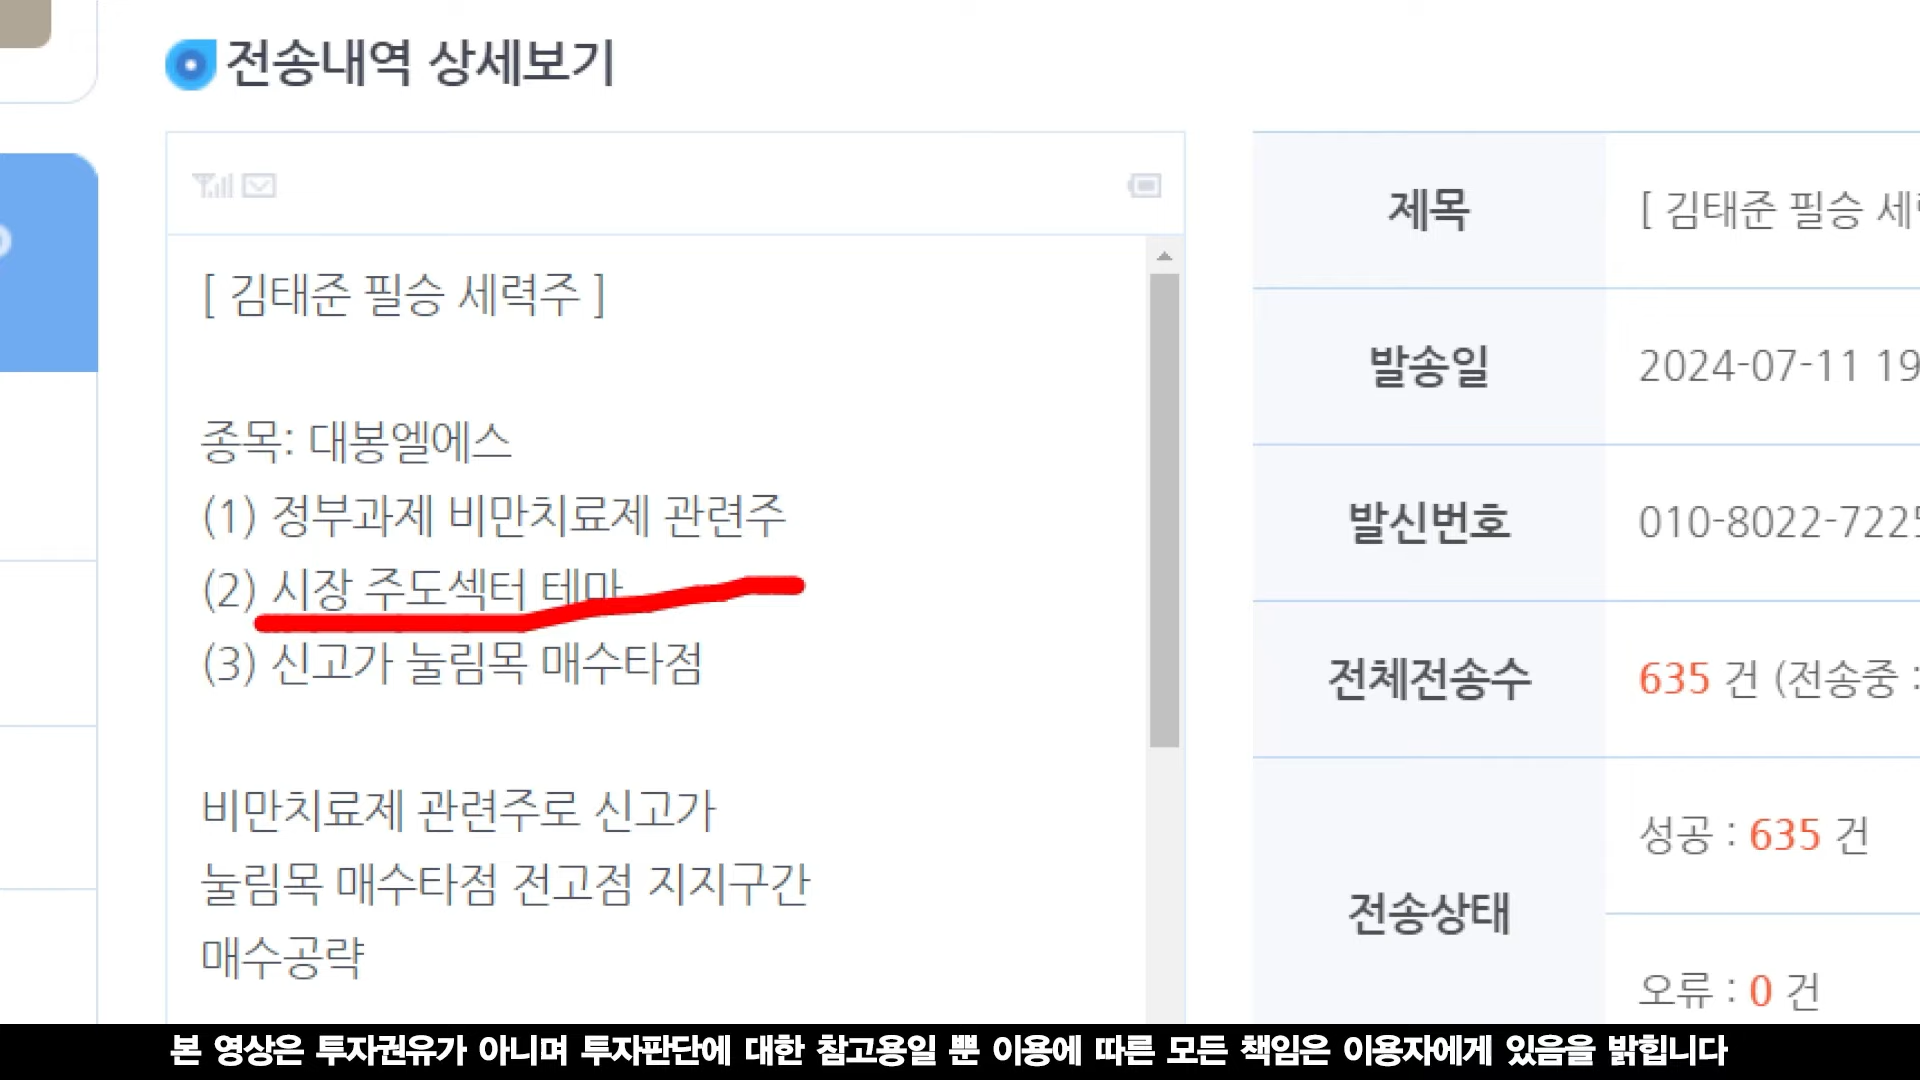 전송내역 상세보기
[ 김태준 필승 세력주 ]
종목: 대봉엘에스
(1) 정부과제 비만치료제 관련주
(2) 시장 주도섹터 테마
(3) 신고가 눌림목 매수타점
비만치료제 관련주로 신고가
눌림목 매수타점 전고점 지지구간
매수공략
제목 [ 김태준 필승
발송일 2024-07-11 19
발신번호 010-8022-722
전체전송수 635 건 (전송중 :
전송상태
성공 : 635 건
오류 : 0 건
본 영상은 투자권유가 아니며 투자판단에 대한 참고용일 뿐 이용에 따른 모든 책임은 이용자에게 있음을 밝힙니다